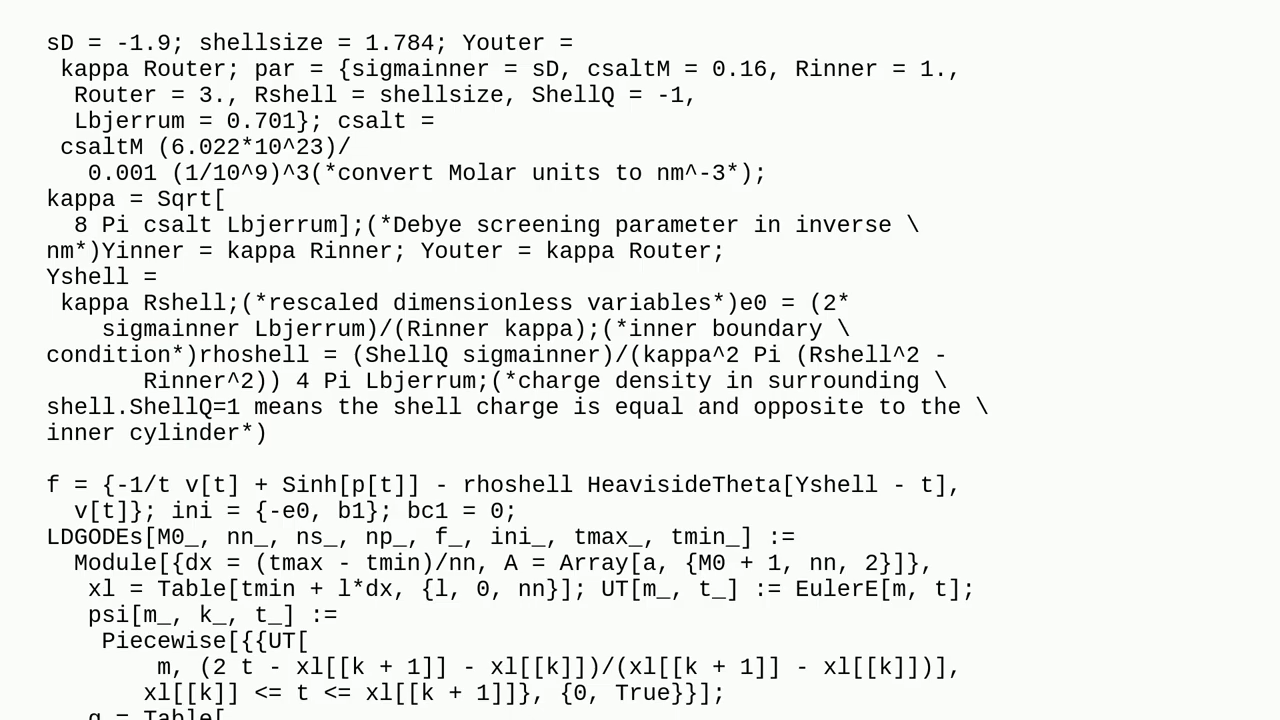 sD = -1.9; shellsize = 1.784; Youter =
 kappa Router; par = {sigmainner = sD, csaltM = 0.16, Rinner = 1.,
  Router = 3., Rshell = shellsize, ShellQ = -1,
  Lbjerrum = 0.701}; csalt =
 csaltM (6.022*10^23)/
   0.001 (1/10^9)^3(*convert Molar units to nm^-3*);
kappa = Sqrt[
  8 Pi csalt Lbjerrum];(*Debye screening parameter in inverse \
nm*)Yinner = kappa Rinner; Youter = kappa Router;
Yshell =
 kappa Rshell;(*rescaled dimensionless variables*)e0 = (2*
    sigmainner Lbjerrum)/(Rinner kappa);(*inner boundary \
condition*)rhoshell = (ShellQ sigmainner)/(kappa^2 Pi (Rshell^2 -
       Rinner^2)) 4 Pi Lbjerrum;(*charge density in surrounding \
shell.ShellQ=1 means the shell charge is equal and opposite to the \
inner cylinder*)

f = {-1/t v[t] + Sinh[p[t]] - rhoshell HeavisideTheta[Yshell - t],
  v[t]}; ini = {-e0, b1}; bc1 = 0;
LDGODEs[M0_, nn_, ns_, np_, f_, ini_, tmax_, tmin_] :=
  Module[{dx = (tmax - tmin)/nn, A = Array[a, {M0 + 1, nn, 2}]},
   xl = Table[tmin + l*dx, {l, 0, nn}]; UT[m_, t_] := EulerE[m, t];
   psi[m_, k_, t_] :=
    Piecewise[{{UT[
        m, (2 t - xl[[k + 1]] - xl[[k]])/(xl[[k + 1]] - xl[[k]])],
       xl[[k]] <= t <= xl[[k + 1]]}, {0, True}}];
   g = Table[